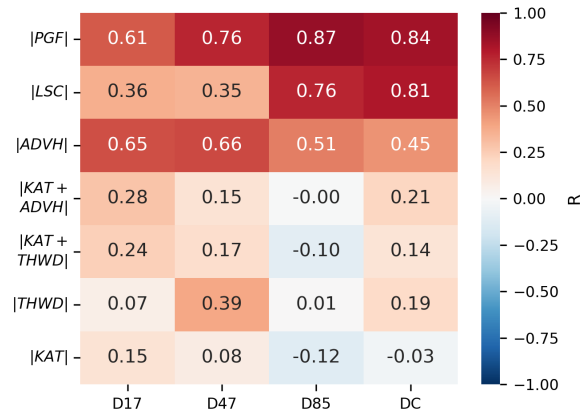 |PGF| 0.61 0.76 0.87 0.84
|LSC| 0.36 0.35 0.76 0.81
|ADVH| 0.65 0.66 0.51 0.45
|KAT +
ADVH| 0.28 0.15 -0.00 0.21
|KAT +
THWD| 0.24 0.17 -0.10 0.14
|THWD| 0.07 0.39 0.01 0.19
|KAT| 0.15 0.08 -0.12 -0.03
D17 D47 D85 DC
1.00
0.75
0.50
0.25
0.00
−0.25
−0.50
−0.75
−1.00
R